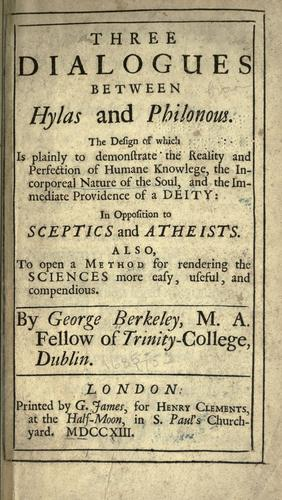 THREE
DIALOGUES
BETWEEN
Hylas and Philonous.
The Design of which
Is plainly to demonstrate the Reality and
Perfection of Humane Knowlege, the In-
corporeal Nature of the Soul, and the Im-
mediate Providence of a DEITY:
In Opposition to
SCEPTICS and ATHEISTS.
ALSO,
To open a METHOD for rendering the
SCIENCES more easy, useful, and
compendious.
By George Berkeley, M. A.
Fellow of Trinity-College,
Dublin.
LONDON:
Printed by G. James, for HENRY CLEMENTS,
at the Half-Moon, in S. Paul's Church-
yard. MDCCXIII.